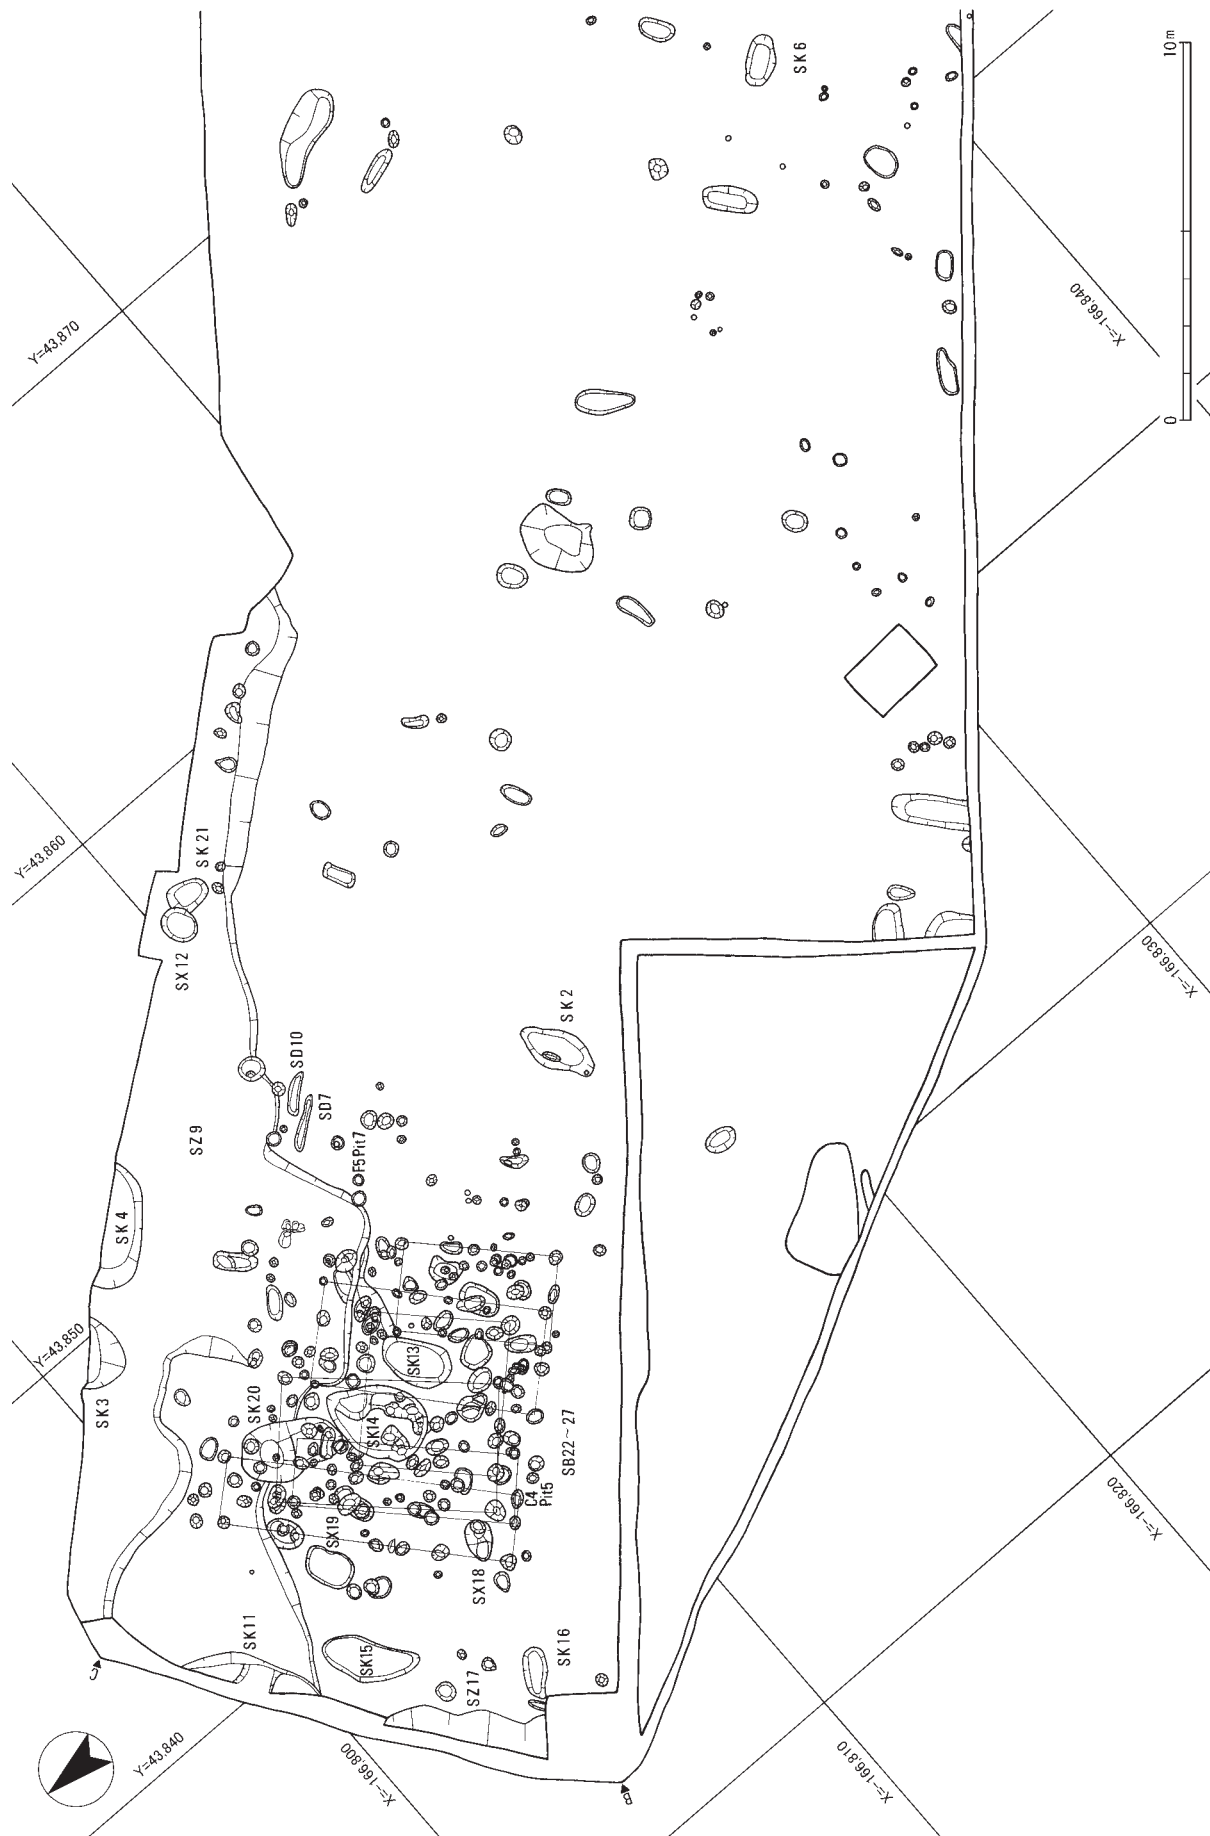 10m
0
SK6
Y=43,870
X=-166,840
Y=43,860
SK21
SX12
X=-166,830
SK2
SD10
SD7
SZ9
F5Pit7
SK4
Y=43,850
SK3
SK13
SK20
SK14
SB22～27
C4
Pit5
SX19
SX18
X=-166,820
SK11
SK15
SK16
SZ17
Y=43,840
X=-166,800
X=-166,810
C
B